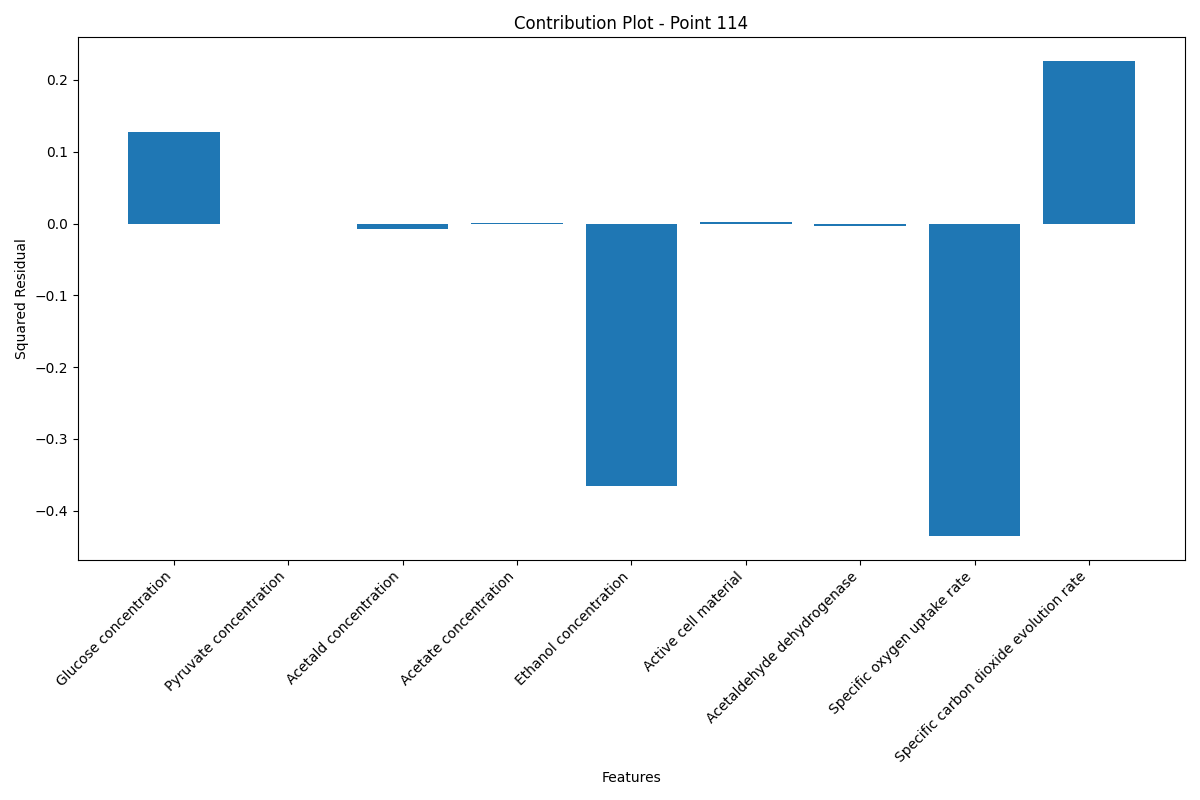 Contribution Plot - Point 114
Squared Residual
0.2
0.1
0.0
−0.1
−0.2
−0.3
−0.4
Glucose concentration
Pyruvate concentration
Acetald concentration
Acetate concentration
Ethanol concentration
Active cell material
Acetaldehyde dehydrogenase
Specific oxygen uptake rate
Specific carbon dioxide evolution rate
Features